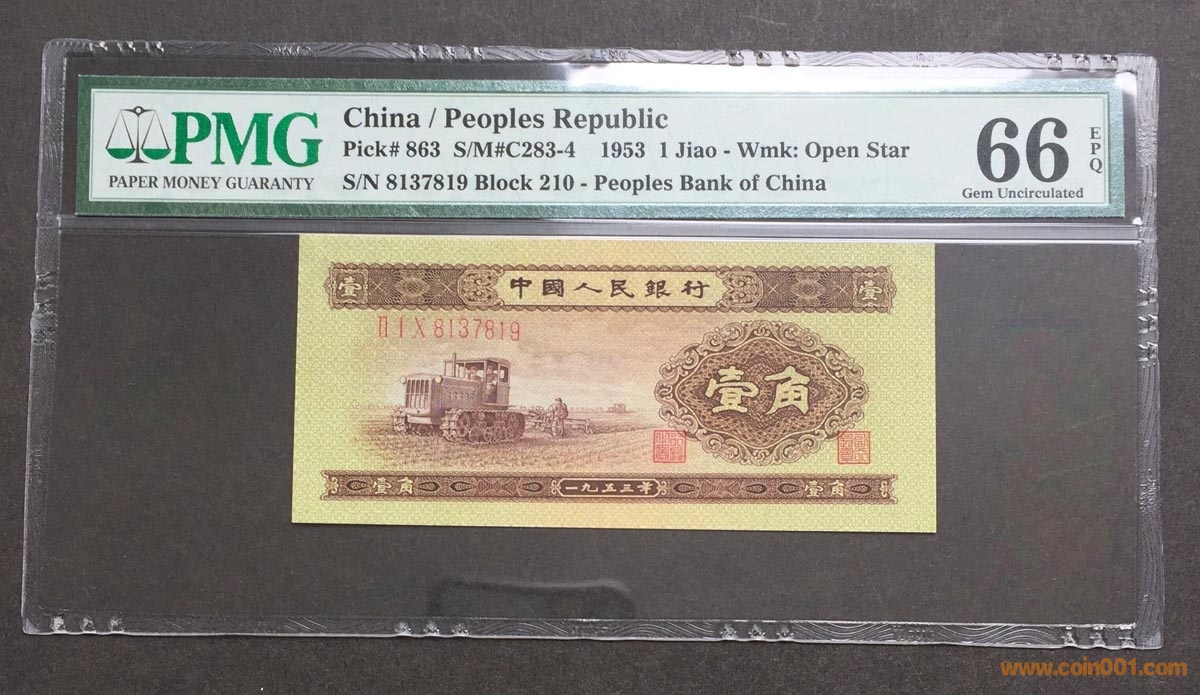 PMG
PAPER MONEY GUARANTY
China / Peoples Republic
Pick# 863 S/M#C283-4 1953 1 Jiao - Wmk: Open Star
S/N 8137819 Block 210 - Peoples Bank of China
66
EPQ
Gem Uncirculated
壹 中國人民銀行 壹
ⅡⅠⅩ 8137819
壹角
壹角 一九五三年 壹角
www.coin001.com